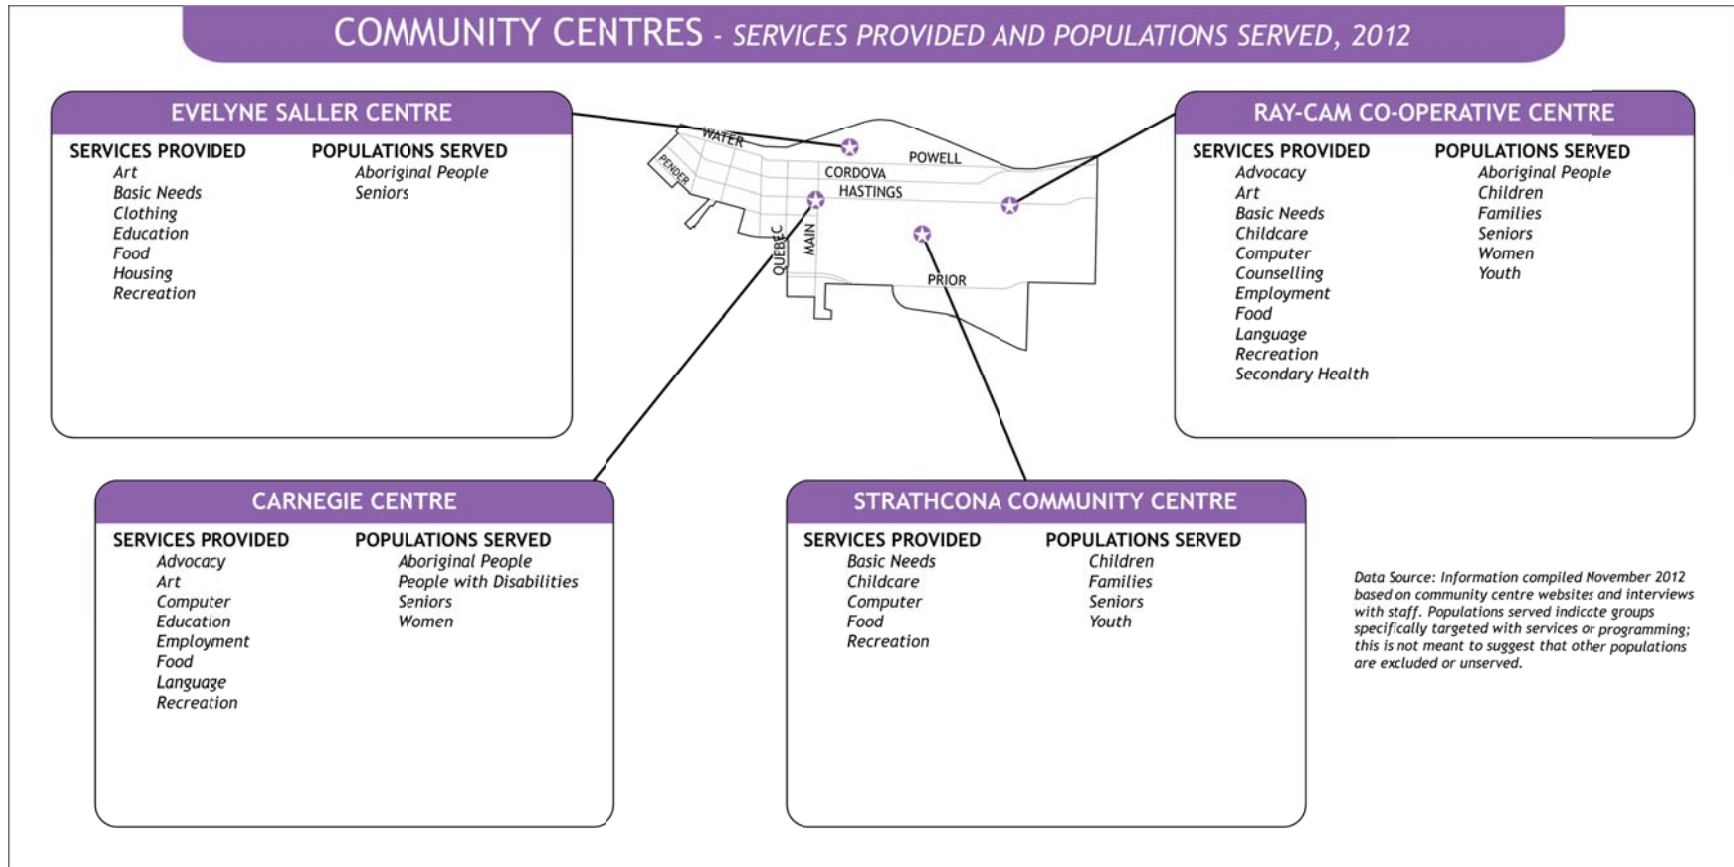 COMMUNITY CENTRES - SERVICES PROVIDED AND POPULATIONS SERVED, 2012
EVELYNE SALLER CENTRE
SERVICES PROVIDED
Art
Basic Needs
Clothing
Education
Food
Housing
Recreation
POPULATIONS SERVED
Aboriginal People
Seniors
WATER
PENDER
POWELL
CORDOVA
HASTINGS
QUEBEC
MAIN
PRIOR
RAY-CAM CO-OPERATIVE CENTRE
SERVICES PROVIDED
Advocacy
Art
Basic Needs
Childcare
Computer
Counselling
Employment
Food
Language
Recreation
Secondary Health
POPULATIONS SERVED
Aboriginal People
Children
Families
Seniors
Women
Youth
CARNEGIE CENTRE
SERVICES PROVIDED
Advocacy
Art
Computer
Education
Employment
Food
Language
Recreation
POPULATIONS SERVED
Aboriginal People
People with Disabilities
Seniors
Women
STRATHCONA COMMUNITY CENTRE
SERVICES PROVIDED
Basic Needs
Childcare
Computer
Food
Recreation
POPULATIONS SERVED
Children
Families
Seniors
Youth
Data Source: Information compiled November 2012
based on community centre websites and interviews
with staff. Populations served indicate groups
specifically targeted with services or programming;
this is not meant to suggest that other populations
are excluded or unserved.